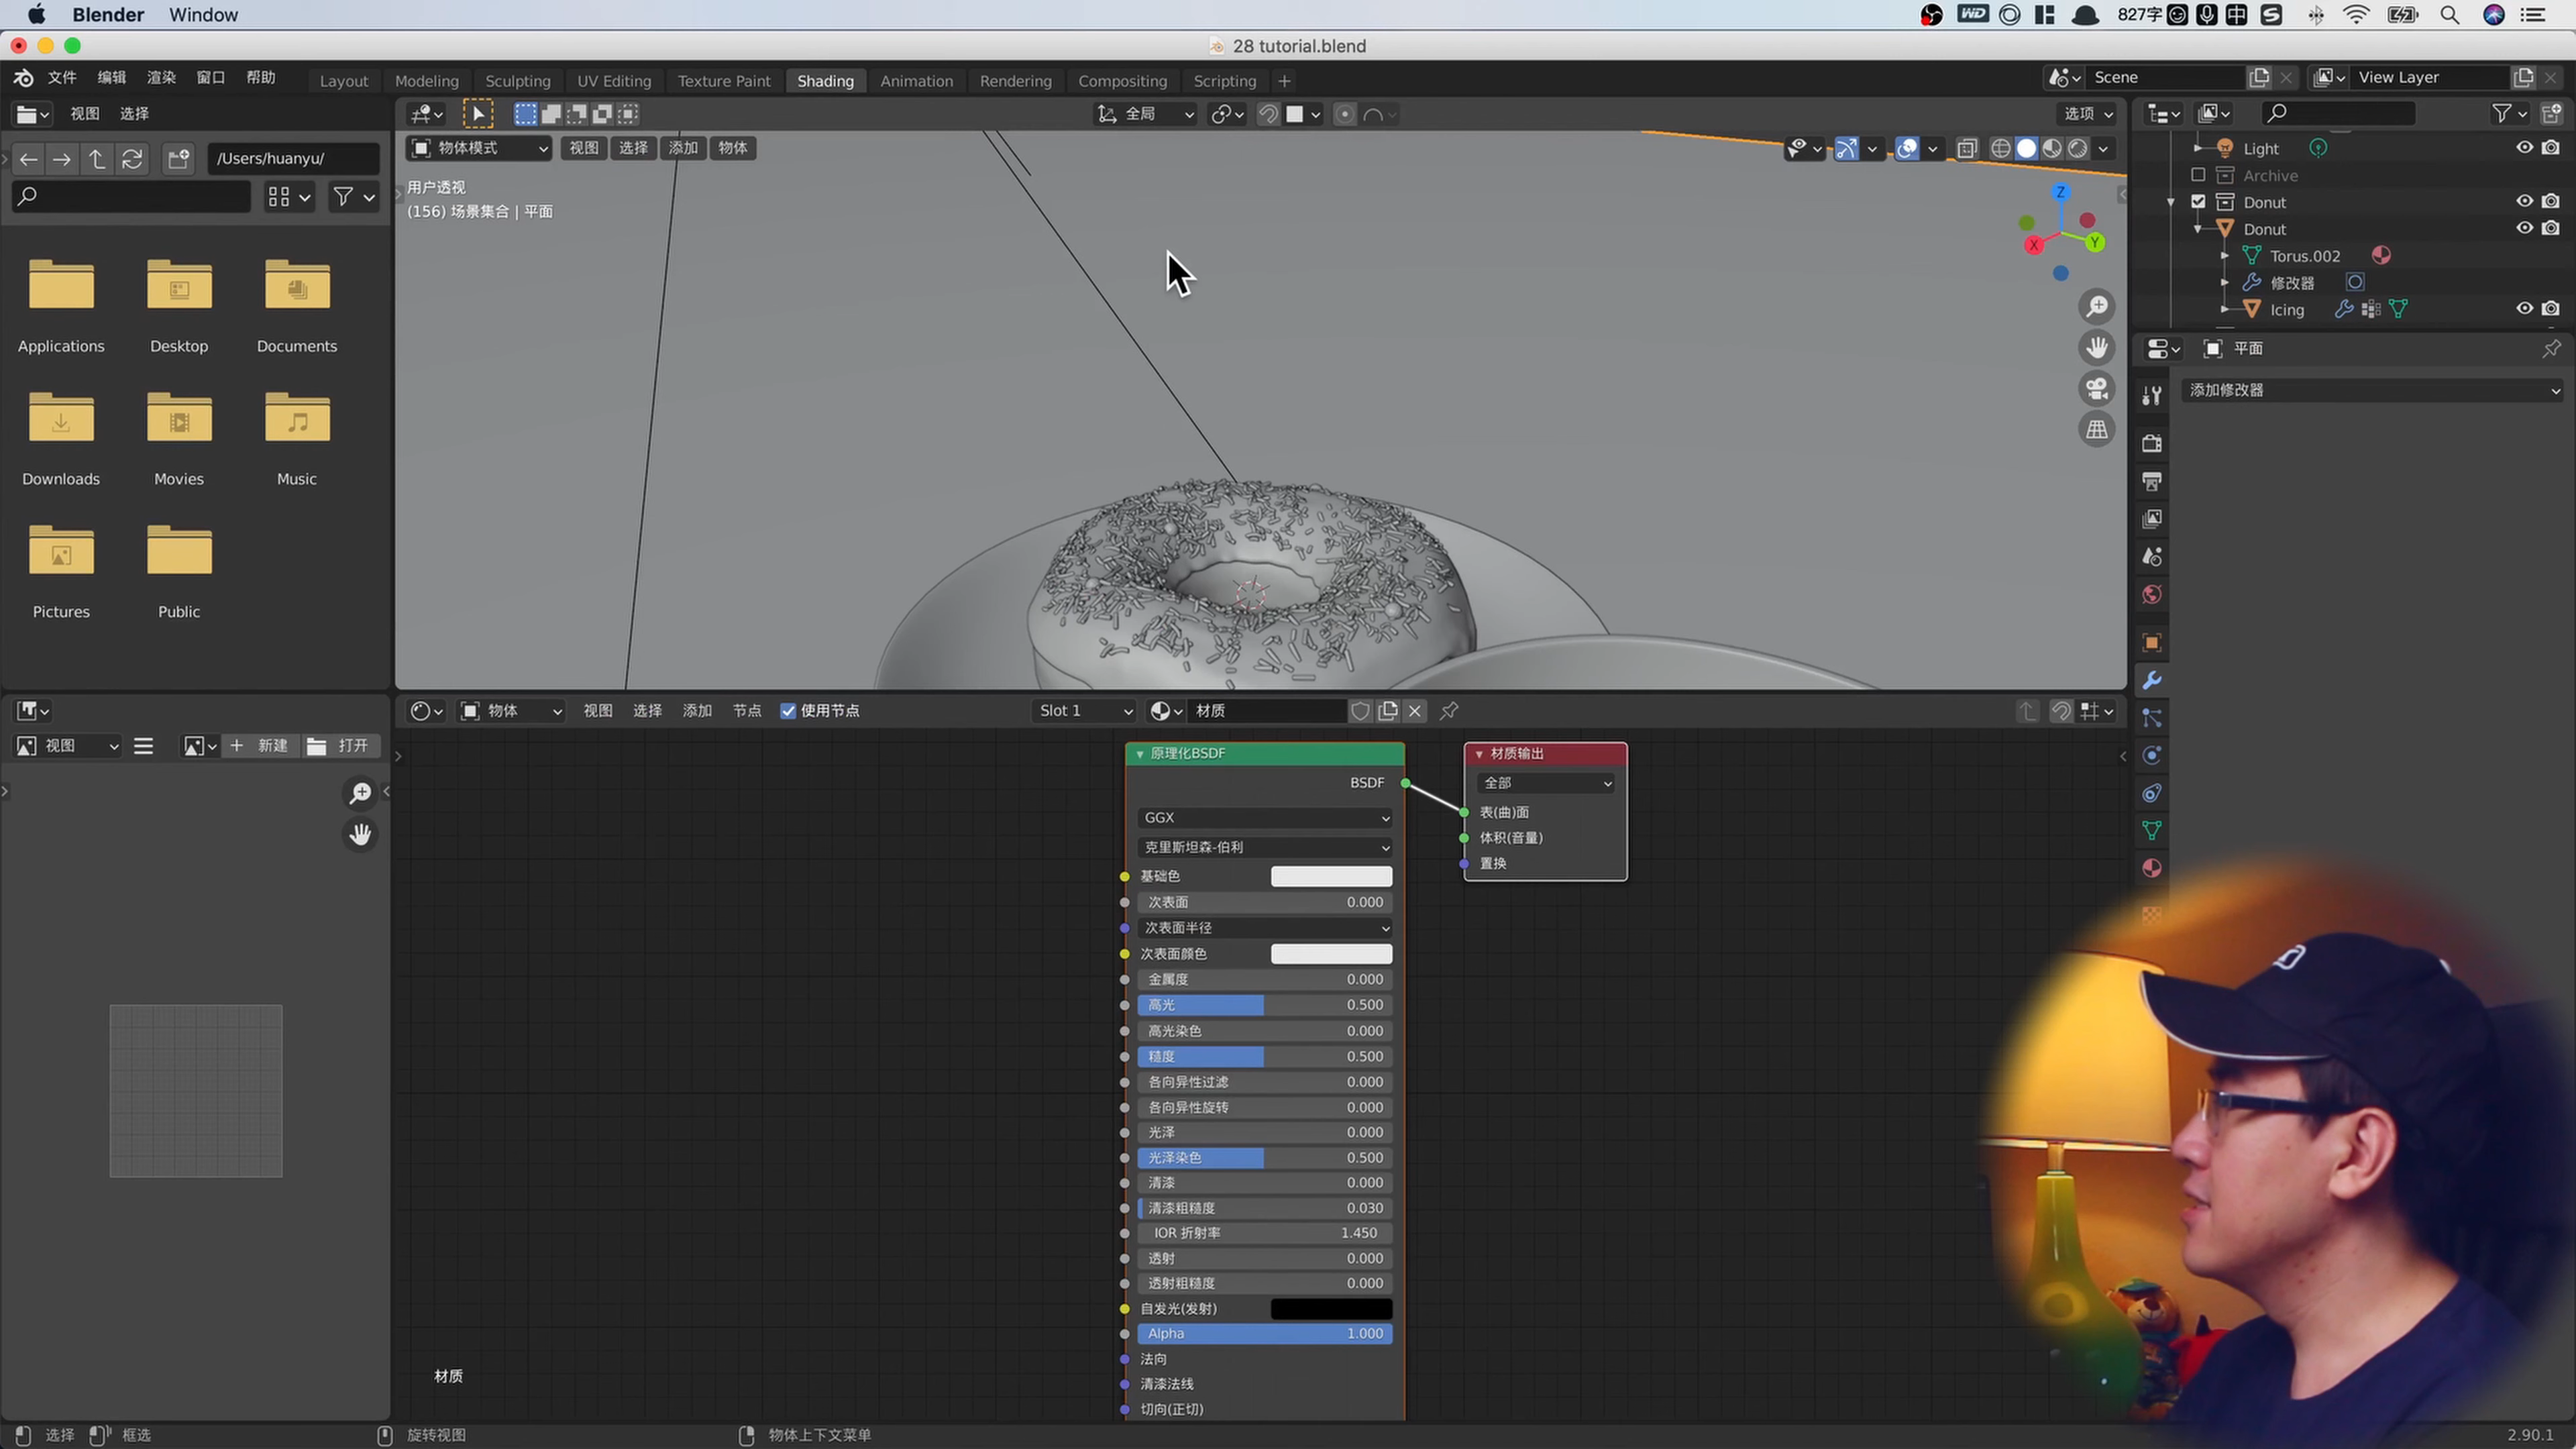 Blender Window
827字 中
28 tutorial.blend
文件 编辑 渲染 窗口 帮助 Layout Modeling Sculpting UV Editing Texture Paint Shading Animation Rendering Compositing Scripting + Scene View Layer
视图 选择 全局 选项
/Users/huanyu/
物体模式 视图 选择 添加 物体
用户透视
(156) 场景集合 | 平面
Z
X Y
Applications Desktop Documents
Downloads Movies Music
Pictures Public
Light
Archive
Donut
Donut
Torus.002
修改器
Icing
平面
添加修改器
物体 视图 选择 添加 节点 使用节点 Slot 1 材质
视图 新建 打开
原理化BSDF
BSDF
GGX
克里斯坦森-伯利
基础色
次表面 0.000
次表面半径
次表面颜色
金属度 0.000
高光 0.500
高光染色 0.000
糙度 0.500
各向异性过滤 0.000
各向异性旋转 0.000
光泽 0.000
光泽染色 0.500
清漆 0.000
清漆粗糙度 0.030
IOR 折射率 1.450
透射 0.000
透射粗糙度 0.000
自发光(发射)
Alpha 1.000
法向
清漆法线
切向(正切)
材质输出
全部
表(曲)面
体积(音量)
置换
材质
选择 框选 旋转视图 物体上下文菜单 2.90.1